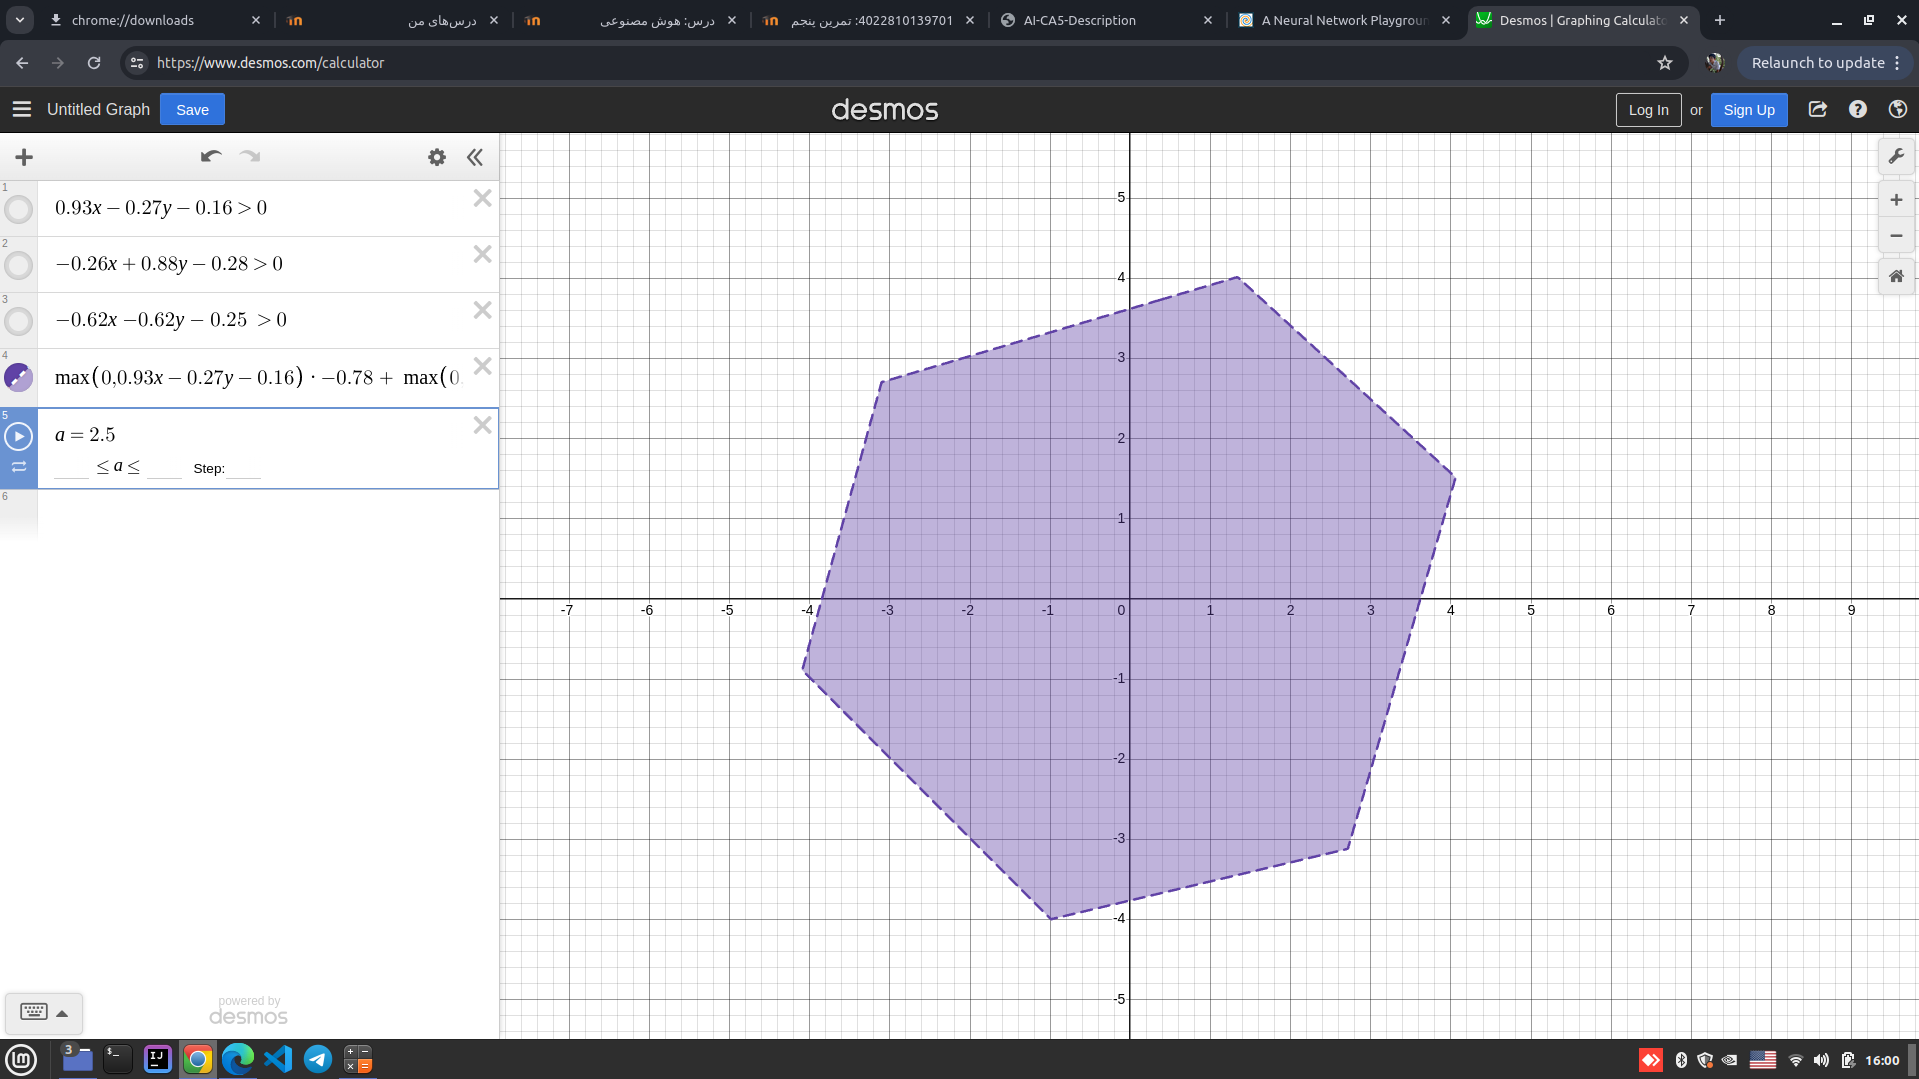 chrome://downloads
درس‌های من
درس: هوش مصنوعی
4022810139701: تمرین پنجم
AI-CA5-Description
A Neural Network Playgroun
Desmos | Graphing Calculato
https://www.desmos.com/calculator
Relaunch to update
Untitled Graph
Save
desmos
Log In or Sign Up
1
0.93x − 0.27y − 0.16 > 0
2
−0.26x + 0.88y − 0.28 > 0
3
−0.62x −0.62y − 0.25 > 0
4
max(0,0.93x − 0.27y − 0.16) · −0.78 + max(0.
5
a = 2.5
≤ a ≤ Step:
6
5
4
3
2
1
-7 -6 -5 -4 -3 -2 -1 0 1 2 3 4 5 6 7 8 9
-1
-2
-3
-4
-5
powered by
desmos
3
$_
IJ
16:00